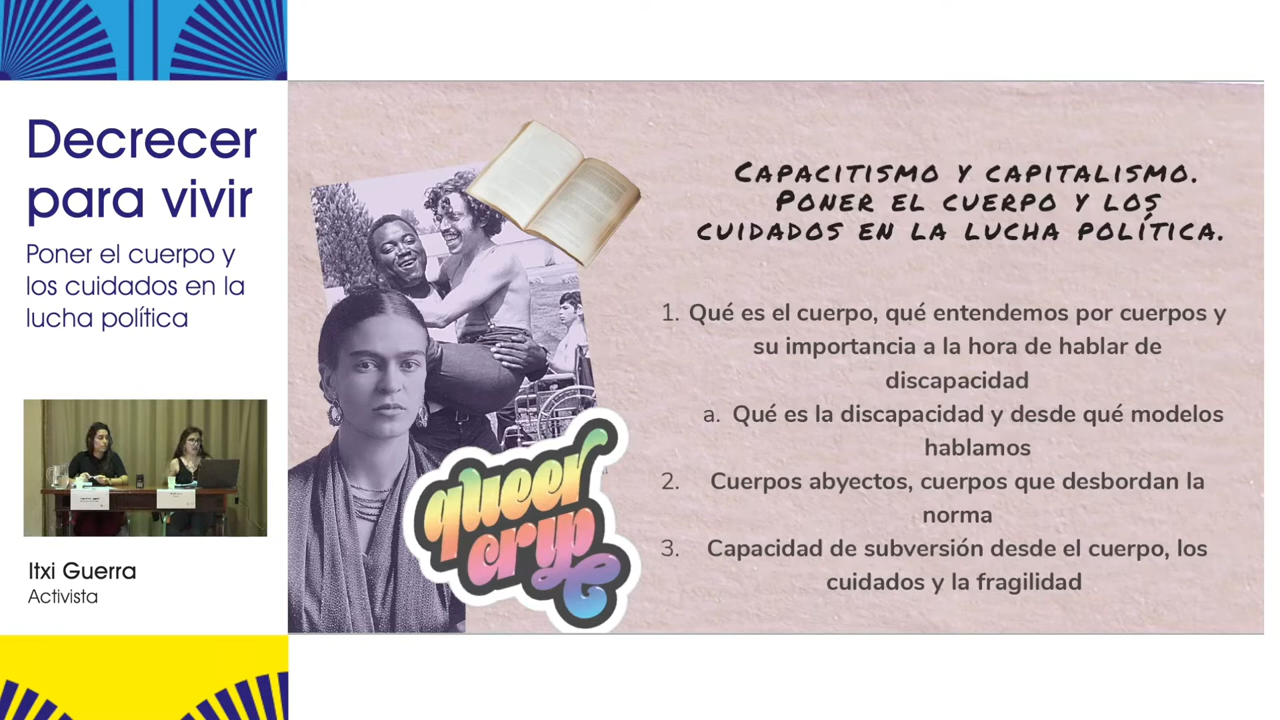 Decrecer
para vivir
Poner el cuerpo y
los cuidados en la
lucha política
Itxi Guerra
Activista
queer
cryp
CAPACITISMO Y CAPITALISMO.
PONER EL CUERPO Y LOS
CUIDADOS EN LA LUCHA POLÍTICA.
1. Qué es el cuerpo, qué entendemos por cuerpos y
su importancia a la hora de hablar de
discapacidad
a. Qué es la discapacidad y desde qué modelos
hablamos
2. Cuerpos abyectos, cuerpos que desbordan la
norma
3. Capacidad de subversión desde el cuerpo, los
cuidados y la fragilidad